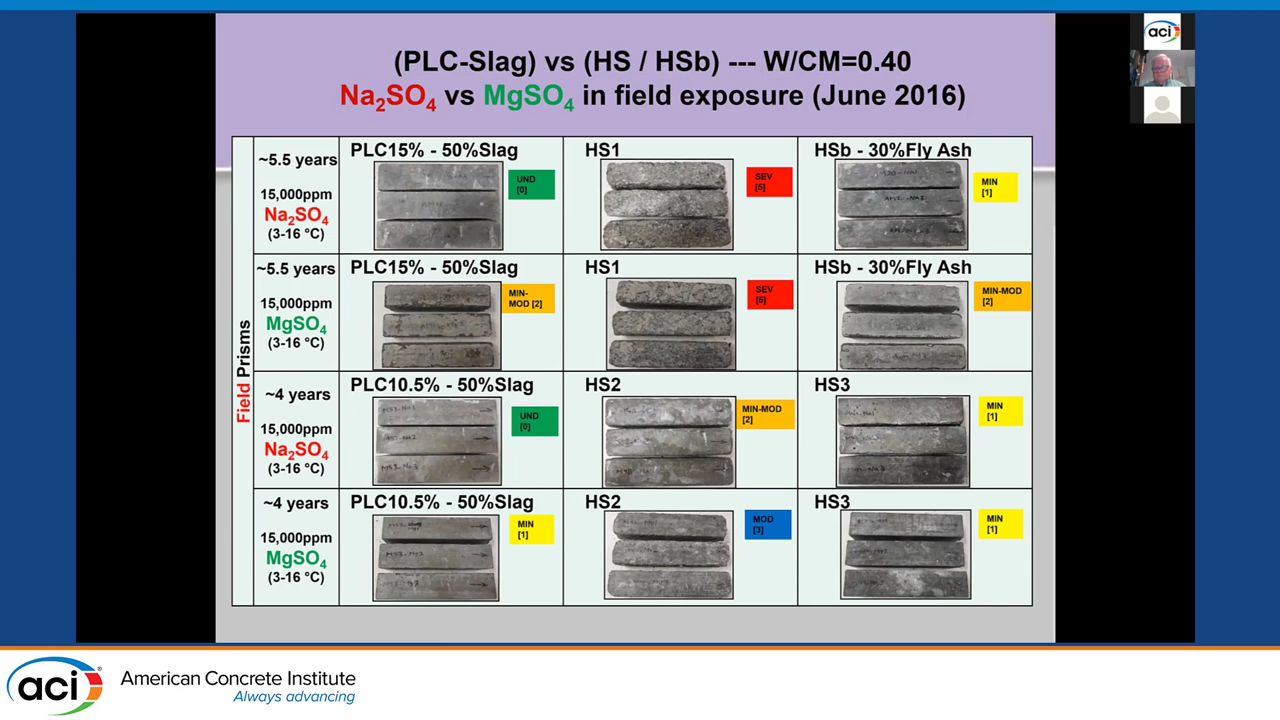 (PLC-Slag) vs (HS / HSb) --- W/CM=0.40
Na₂SO₄ vs MgSO₄ in field exposure (June 2016)
aci
Field Prisms
~5.5 years
15,000ppm
Na₂SO₄
(3-16 °C)
PLC15% - 50%Slag
UND
[0]
HS1
SEV
[5]
HSb - 30%Fly Ash
MIN
[1]
~5.5 years
15,000ppm
MgSO₄
(3-16 °C)
PLC15% - 50%Slag
MIN-
MOD [2]
HS1
SEV
[5]
HSb - 30%Fly Ash
MIN-MOD
[2]
~4 years
15,000ppm
Na₂SO₄
(3-16 °C)
PLC10.5% - 50%Slag
UND
[0]
HS2
MIN-MOD
[2]
HS3
MIN
[1]
~4 years
15,000ppm
MgSO₄
(3-16 °C)
PLC10.5% - 50%Slag
MIN
[1]
HS2
MOD
[3]
HS3
MIN
[1]
aci®
American Concrete Institute
Always advancing